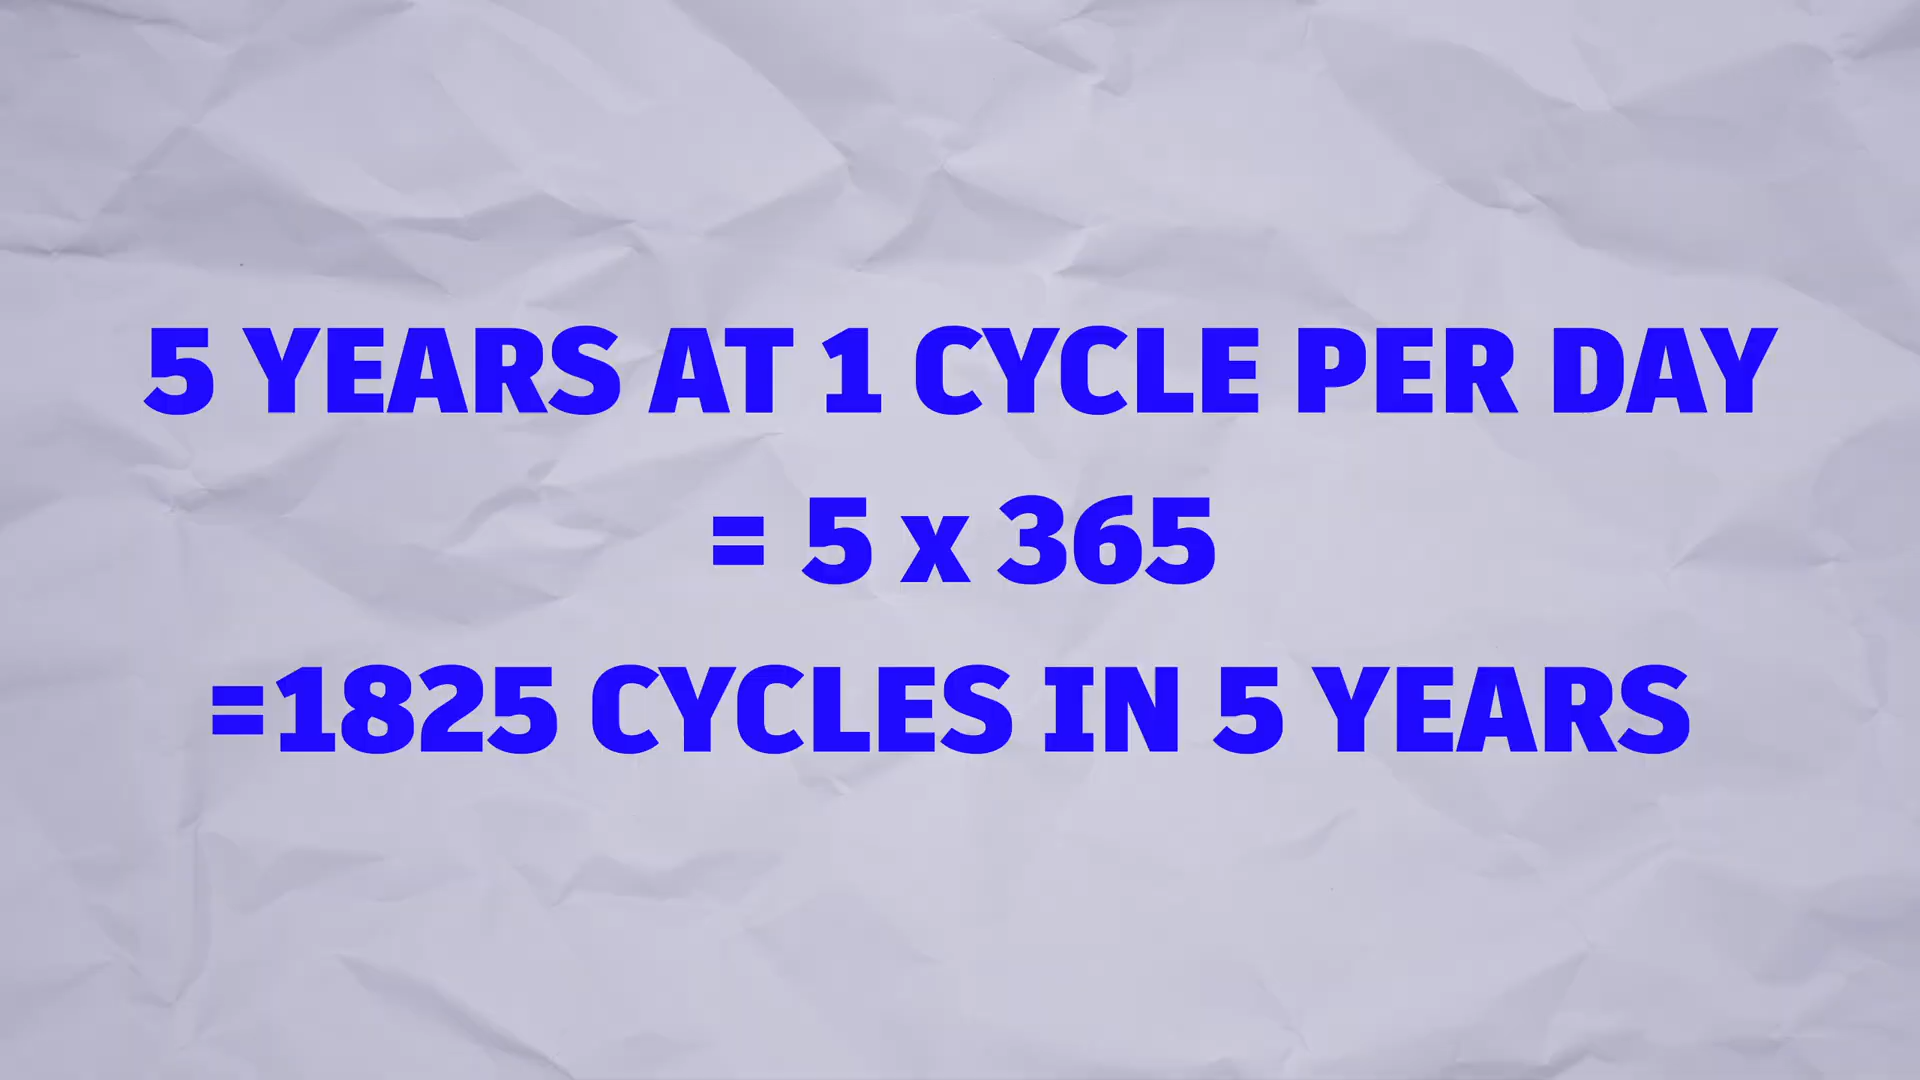 5 YEARS AT 1 CYCLE PER DAY
= 5 x 365
=1825 CYCLES IN 5 YEARS